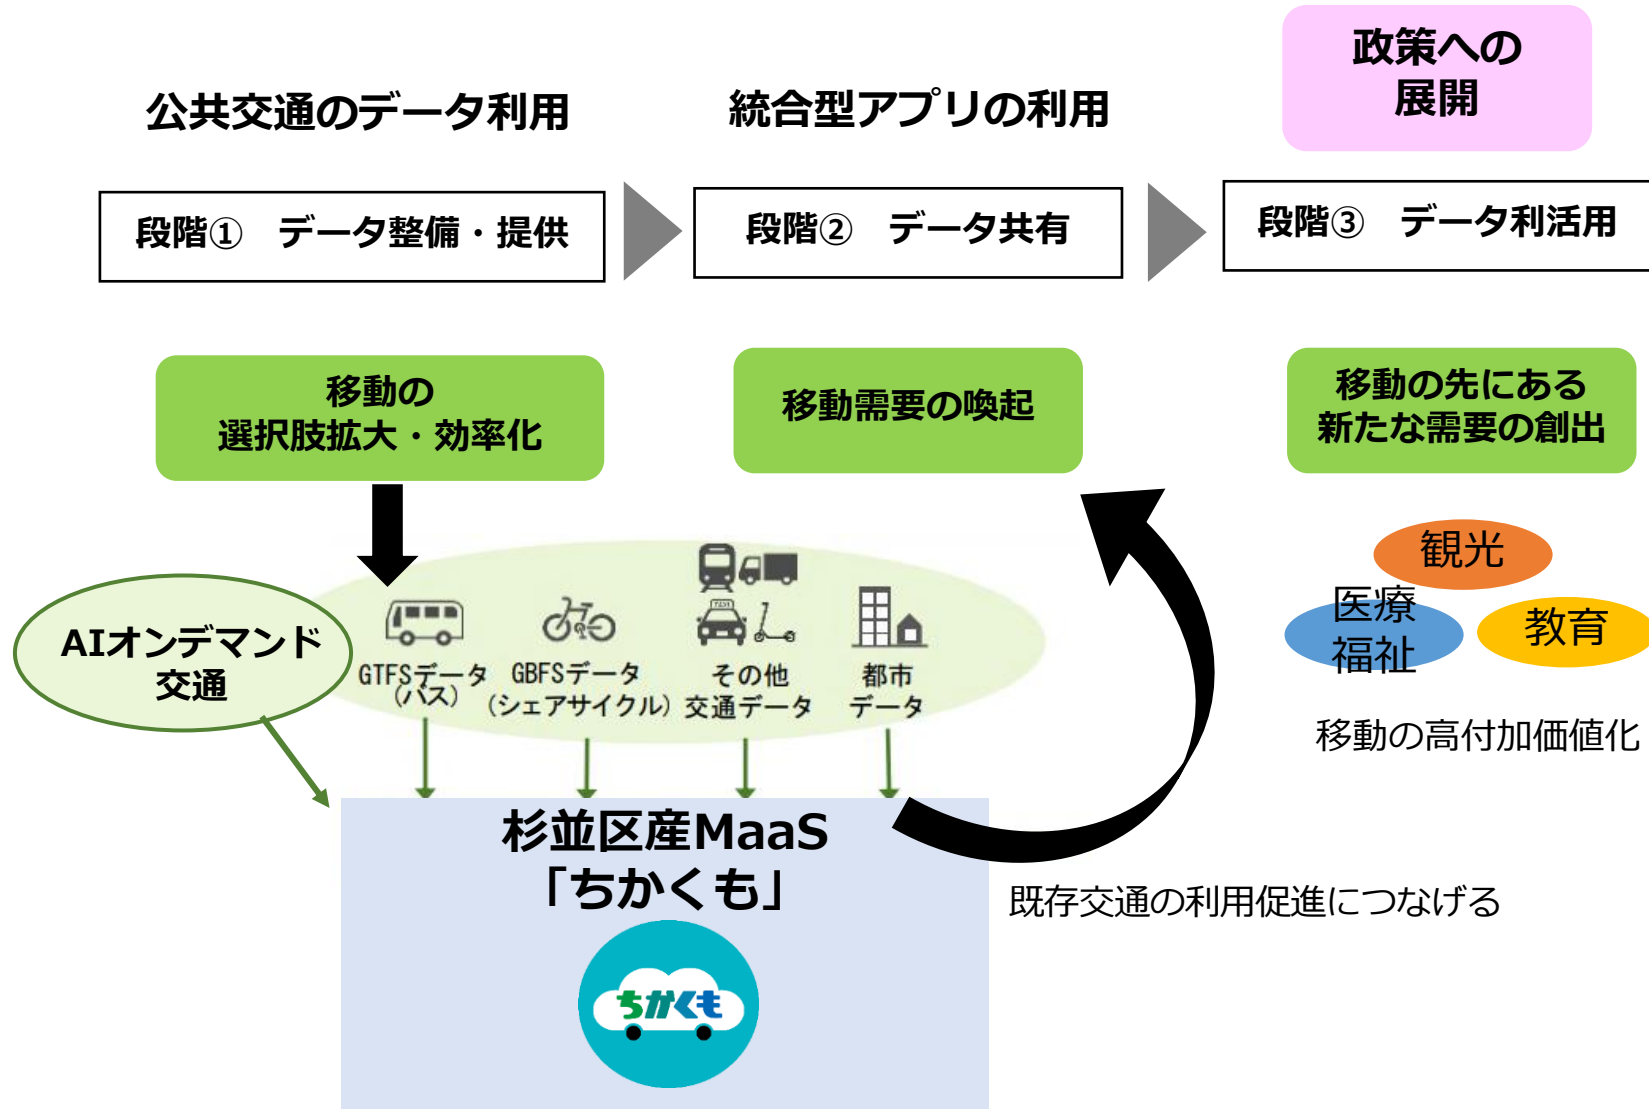 公共交通のデータ利用
統合型アプリの利用
政策への
展開
段階①　データ整備・提供
段階②　データ共有
段階③　データ利活用
移動の
選択肢拡大・効率化
移動需要の喚起
移動の先にある
新たな需要の創出
AIオンデマンド
交通
GTFSデータ
(バス)
GBFSデータ
(シェアサイクル)
TAXI
その他
交通データ
都市
データ
観光
医療
福祉
教育
移動の高付加価値化
杉並区産MaaS
「ちかくも」
既存交通の利用促進につなげる
ちかくも